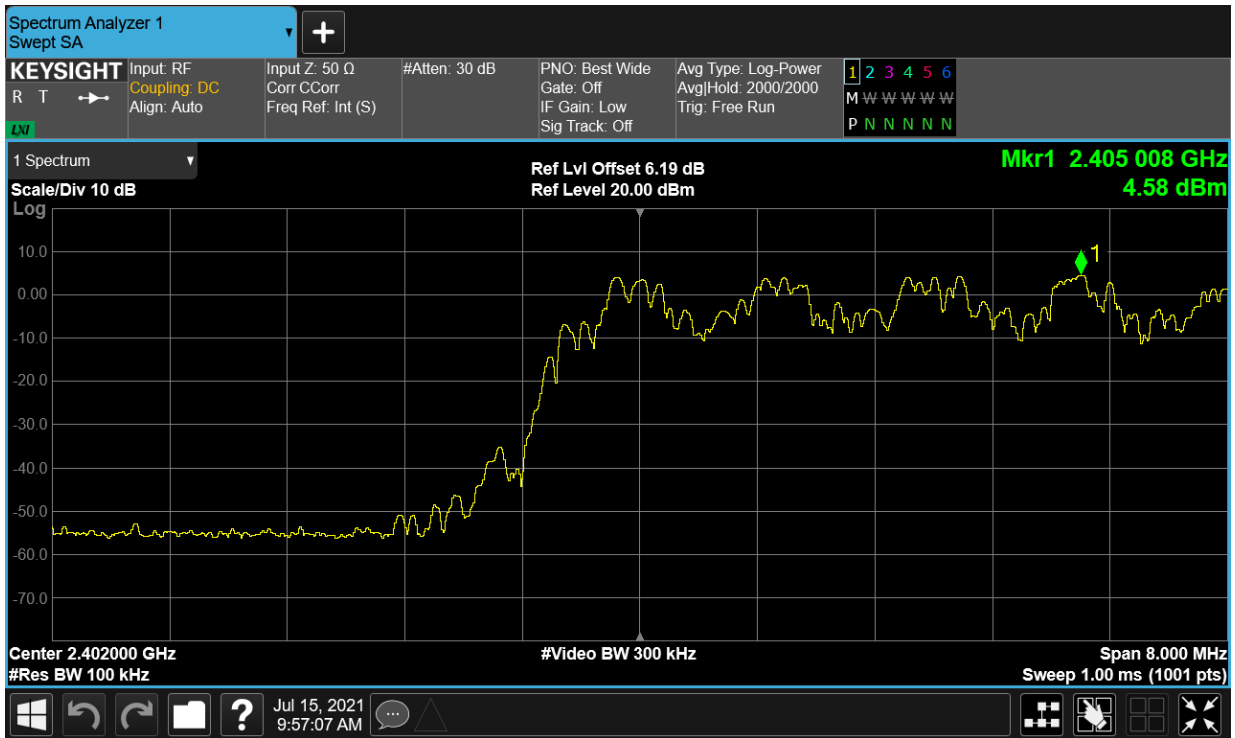 Spectrum Analyzer 1
Swept SA
+
KEYSIGHT
R T
LXI
Input: RF
Coupling: DC
Align: Auto
Input Z: 50 Ω
Corr CCorr
Freq Ref: Int (S)
#Atten: 30 dB
PNO: Best Wide
Gate: Off
IF Gain: Low
Sig Track: Off
Avg Type: Log-Power
Avg|Hold: 2000/2000
Trig: Free Run
1 2 3 4 5 6
M W W W W W
P N N N N N
1 Spectrum
Scale/Div 10 dB
Log
Ref Lvl Offset 6.19 dB
Ref Level 20.00 dBm
Mkr1 2.405 008 GHz
4.58 dBm
1
10.0
0.00
-10.0
-20.0
-30.0
-40.0
-50.0
-60.0
-70.0
Center 2.402000 GHz
#Res BW 100 kHz
#Video BW 300 kHz
Span 8.000 MHz
Sweep 1.00 ms (1001 pts)
?
Jul 15, 2021
9:57:07 AM